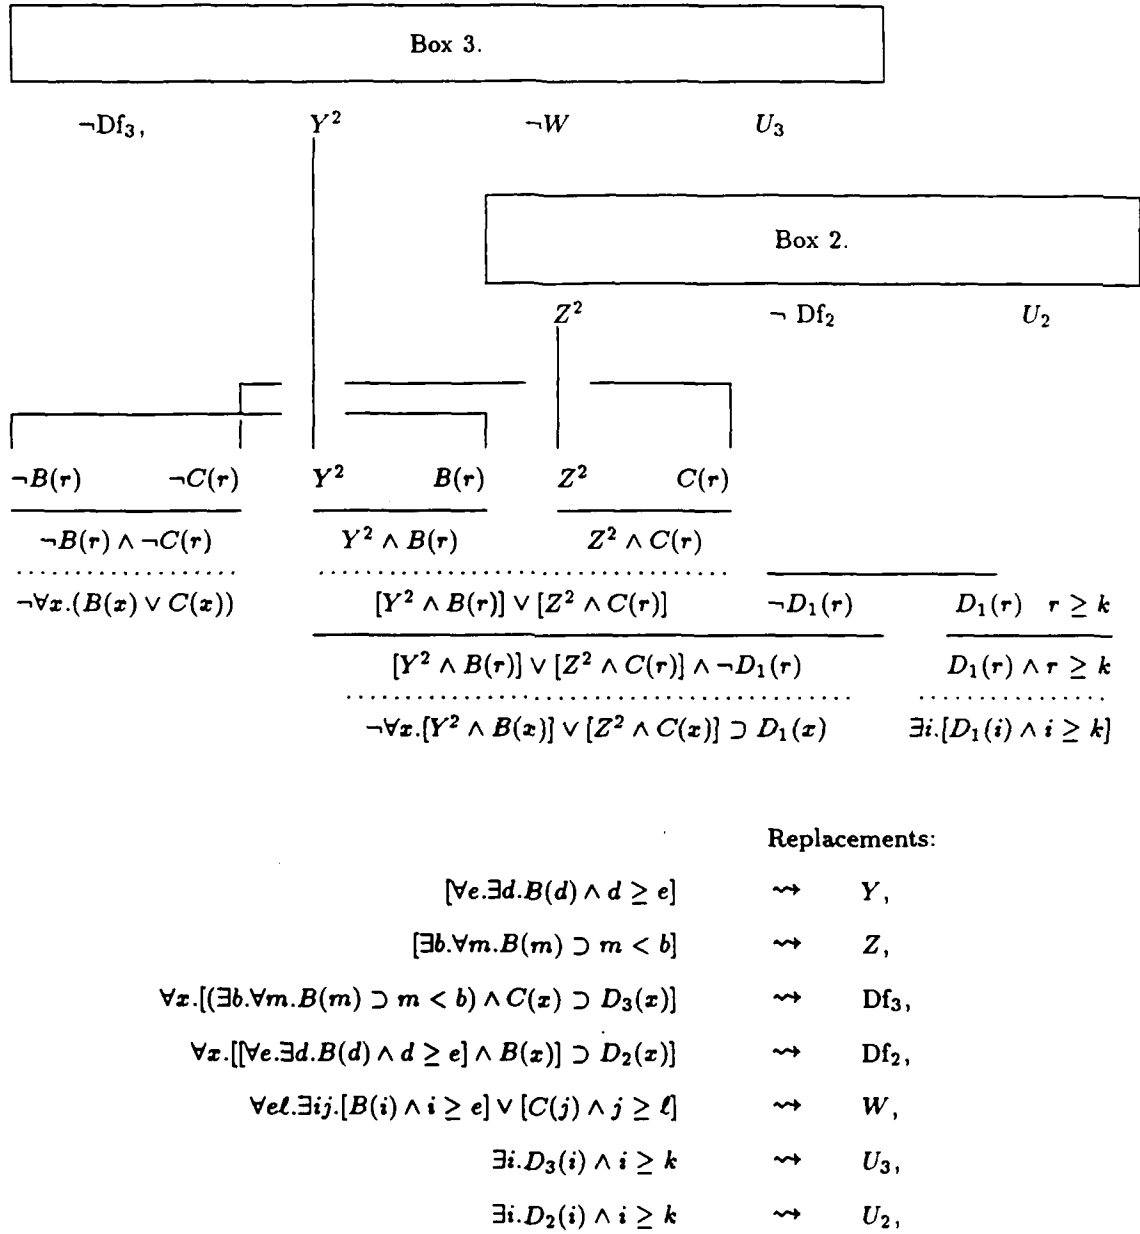 Box 3.
¬Df₃, Y² ¬W U₃
Box 2.
Z² ¬ Df₂ U₂
¬B(r) ¬C(r) Y² B(r) Z² C(r)
¬B(r) ∧ ¬C(r) Y² ∧ B(r) Z² ∧ C(r)
¬∀x.(B(x) ∨ C(x)) [Y² ∧ B(r)] ∨ [Z² ∧ C(r)] ¬D₁(r) D₁(r) r ≥ k
[Y² ∧ B(r)] ∨ [Z² ∧ C(r)] ∧ ¬D₁(r) D₁(r) ∧ r ≥ k
¬∀x.[Y² ∧ B(x)] ∨ [Z² ∧ C(x)] ⊃ D₁(x) ∃i.[D₁(i) ∧ i ≥ k]
Replacements:
[∀e.∃d.B(d) ∧ d ≥ e] ⇝ Y,
[∃b.∀m.B(m) ⊃ m < b] ⇝ Z,
∀x.[(∃b.∀m.B(m) ⊃ m < b) ∧ C(x) ⊃ D₃(x)] ⇝ Df₃,
∀x.[[∀e.∃d.B(d) ∧ d ≥ e] ∧ B(x)] ⊃ D₂(x)] ⇝ Df₂,
∀eℓ.∃ij.[B(i) ∧ i ≥ e] ∨ [C(j) ∧ j ≥ ℓ] ⇝ W,
∃i.D₃(i) ∧ i ≥ k ⇝ U₃,
∃i.D₂(i) ∧ i ≥ k ⇝ U₂,